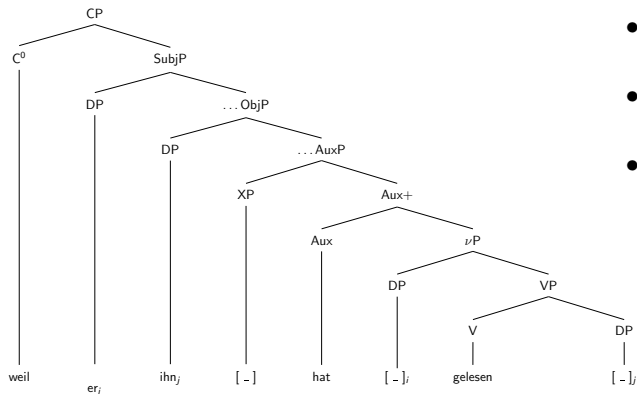 CP
C⁰ SubjP
DP ...ObjP
DP ...AuxP
XP Aux+
Aux νP
DP VP
V DP
weil erᵢ ihnⱼ [ _ ] hat [ _ ]ᵢ gelesen [ _ ]ⱼ